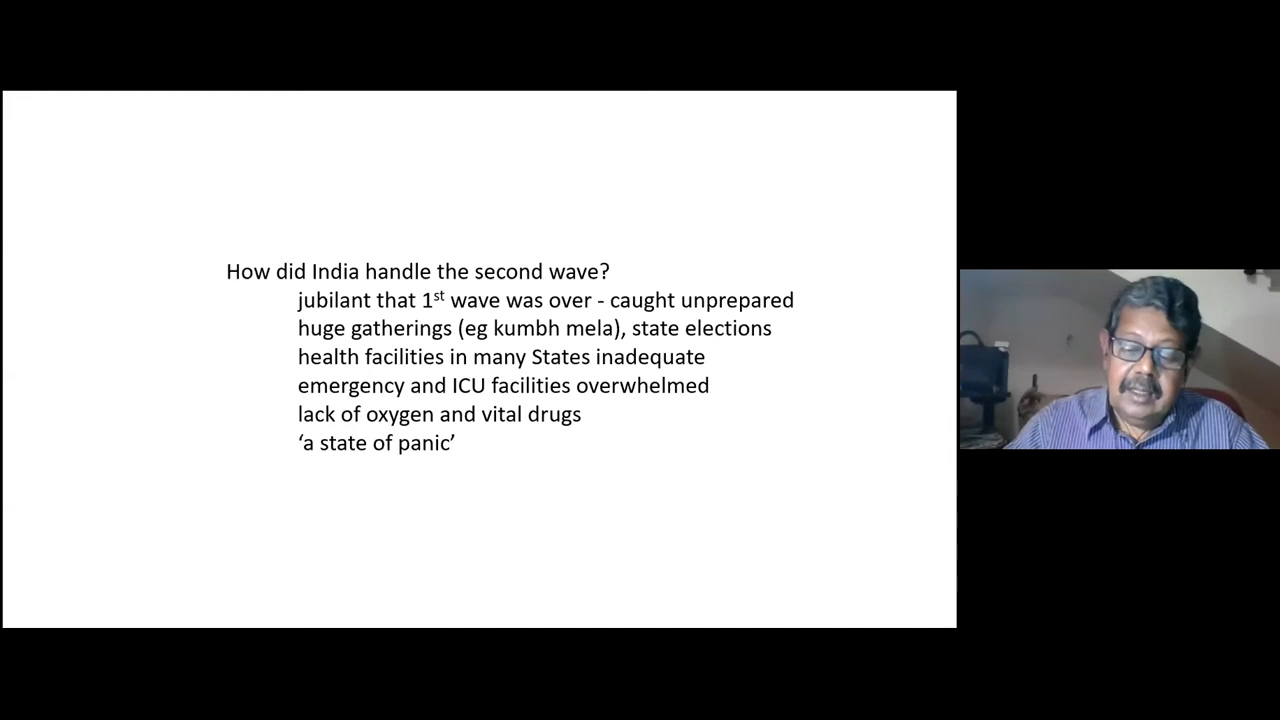 How did India handle the second wave?
jubilant that 1st wave was over - caught unprepared
huge gatherings (eg kumbh mela), state elections
health facilities in many States inadequate
emergency and ICU facilities overwhelmed
lack of oxygen and vital drugs
‘a state of panic’